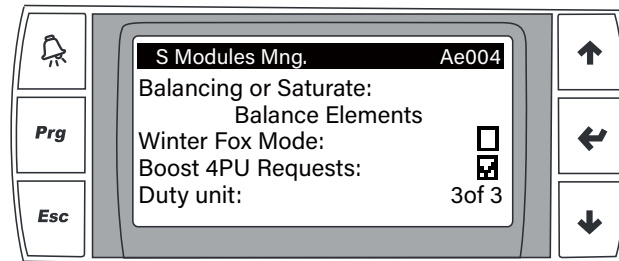 S Modules Mng. Ae004
Balancing or Saturate:
Balance Elements
Winter Fox Mode:
Prg
Boost 4PU Requests:
Duty unit: 3of 3
Esc